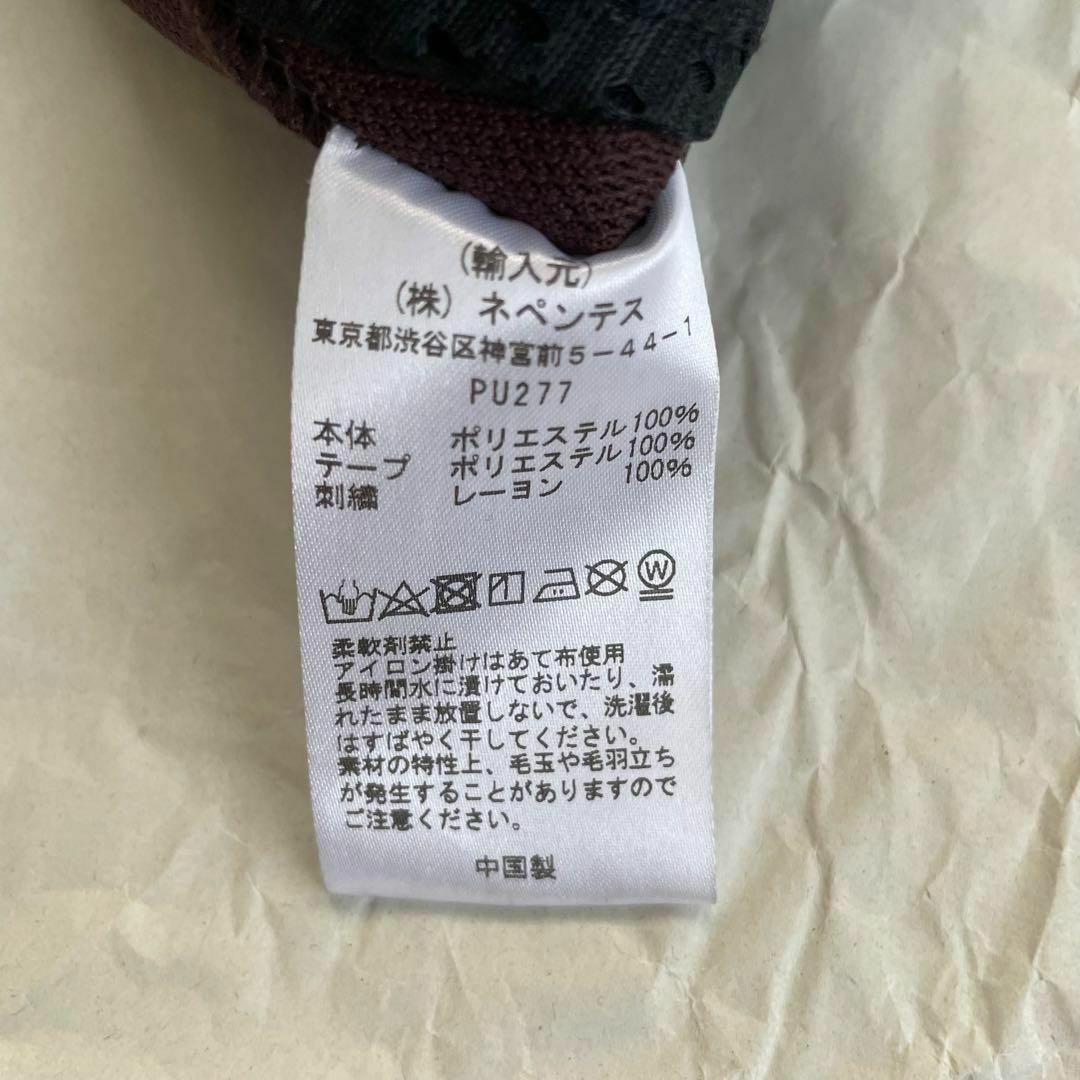 (輸入元)
(株) ネペンテス
東京都渋谷区神宮前5-44-1
PU277
本体 ポリエステル100%
テープ ポリエステル100%
刺繍 レーヨン 100%
W
柔軟剤禁止
アイロン掛けはあて布使用
長時間水に漬けておいたり、濡
れたまま放置しないで、洗濯後
はすばやく干してください。
素材の特性上、毛玉や毛羽立ち
が発生することがありますので
ご注意ください。
中国製